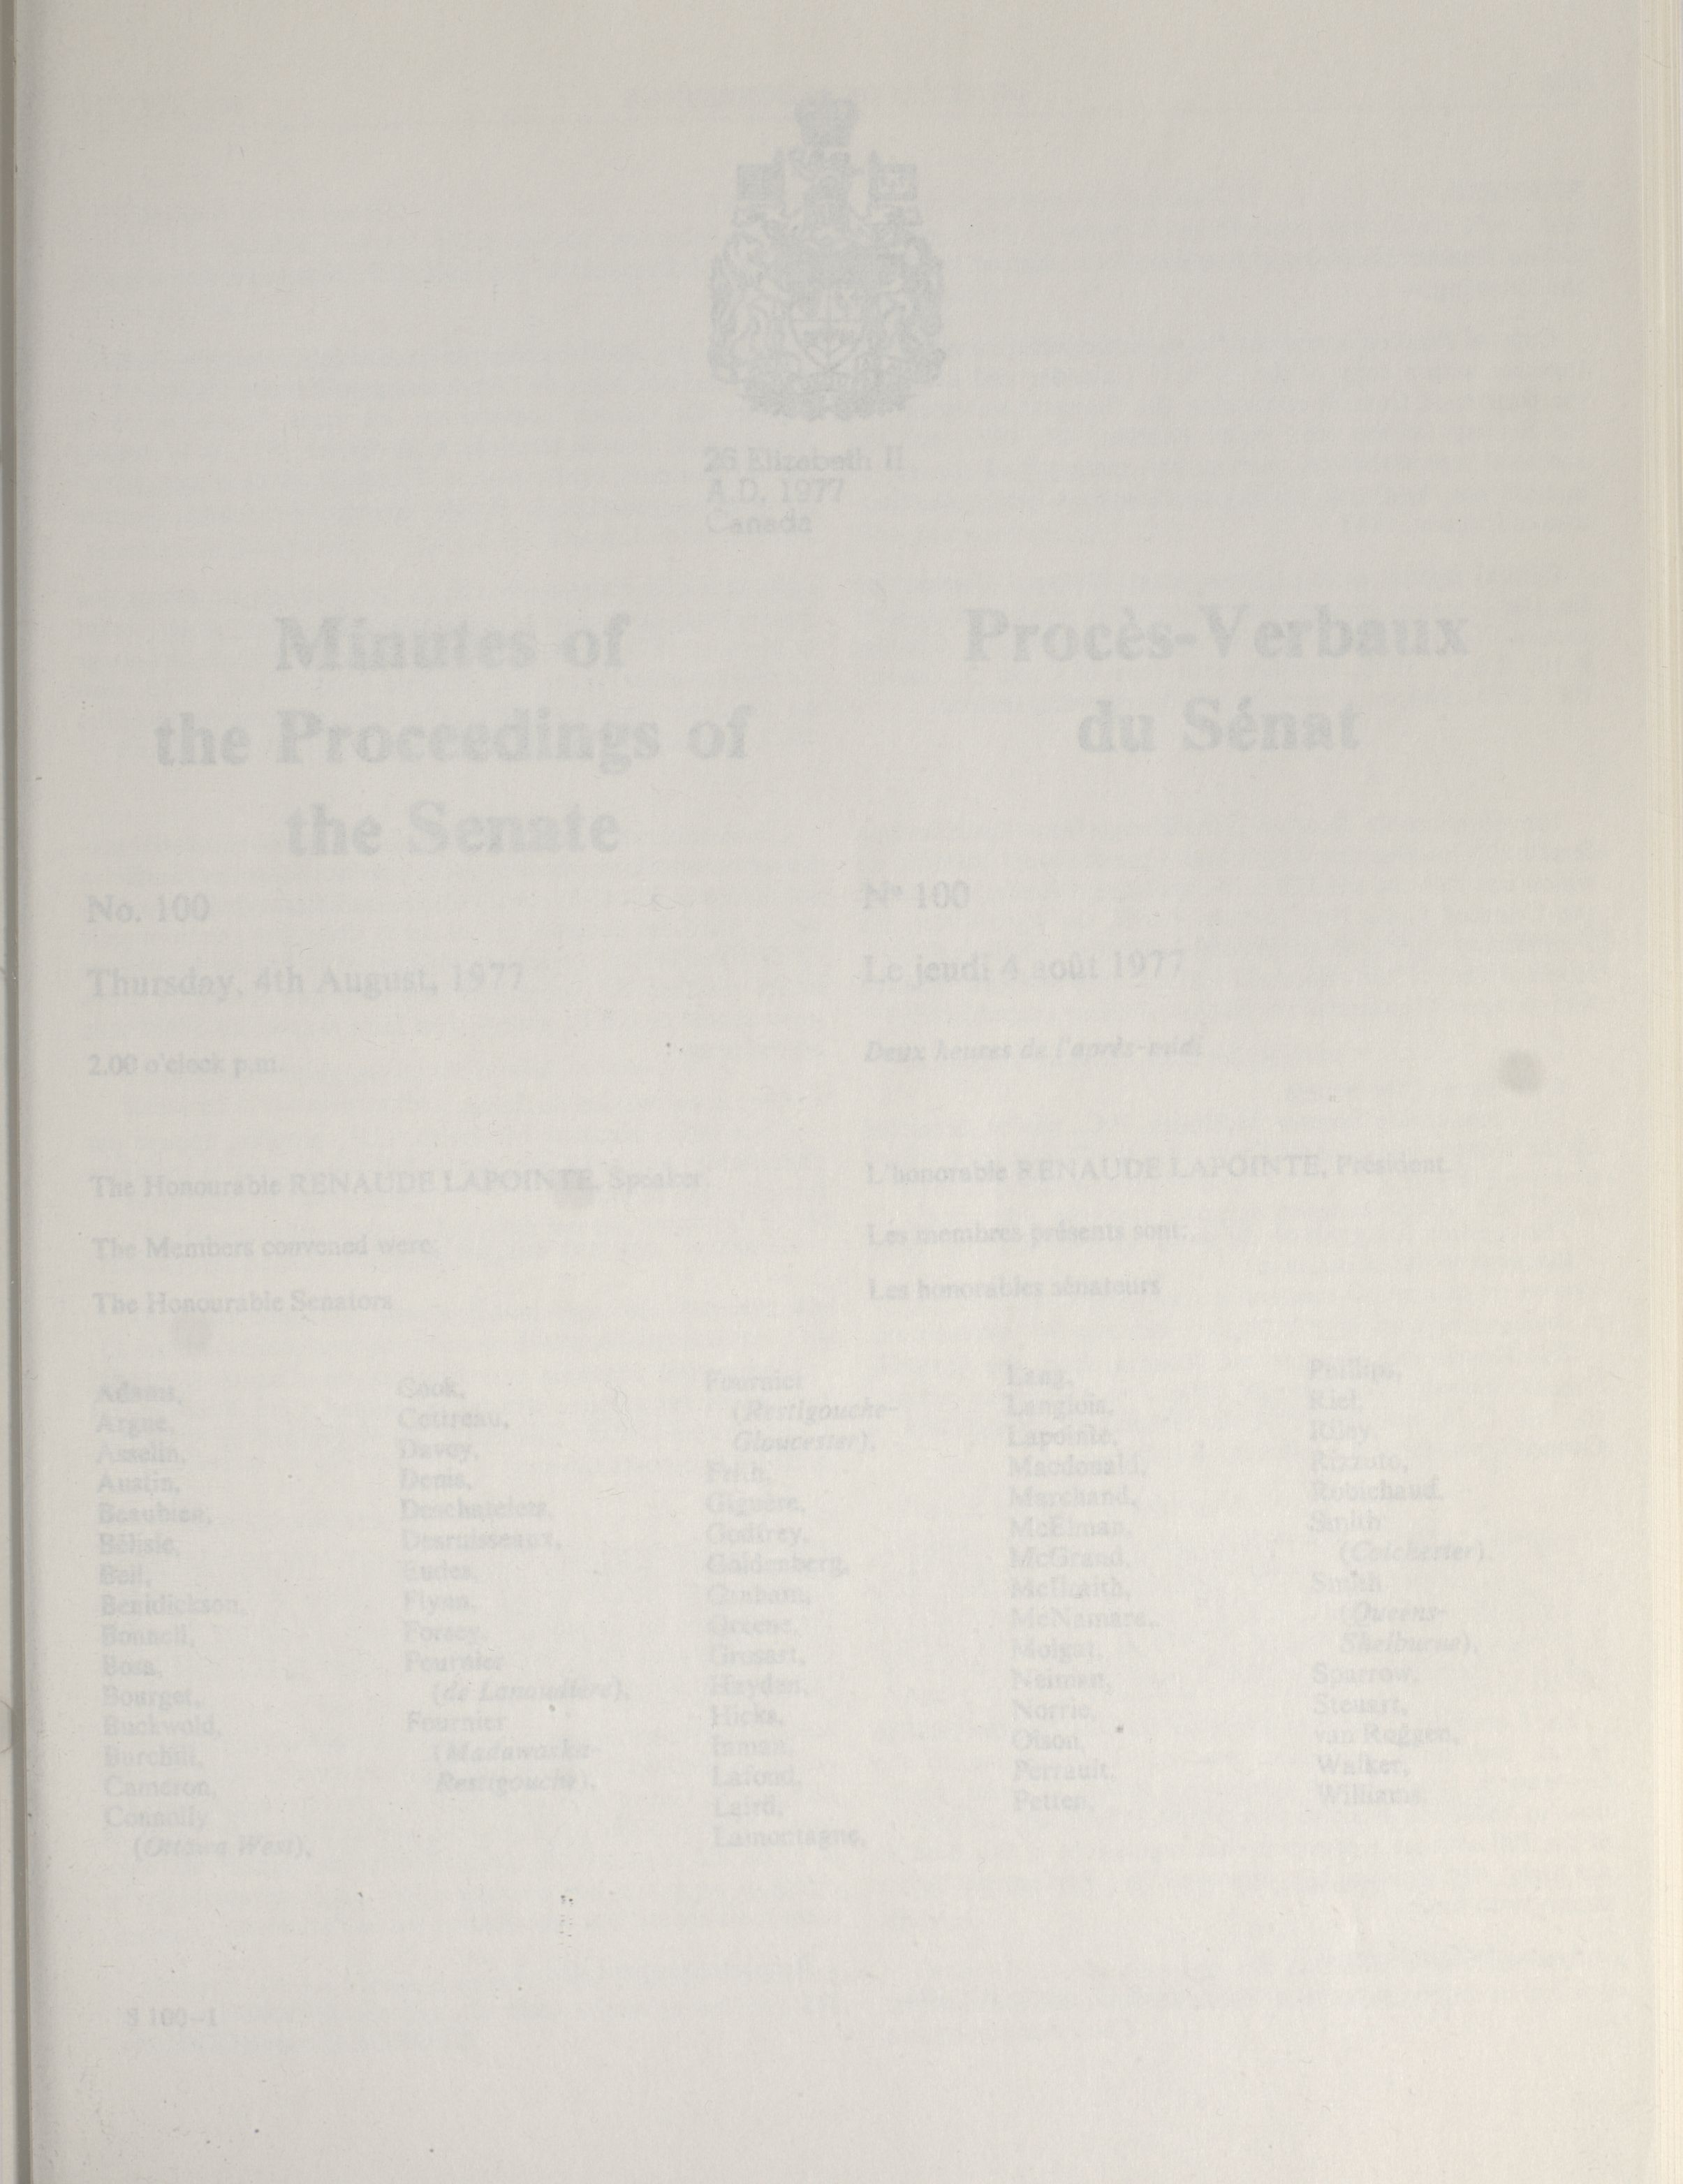 26 Elizabeth II
A.D. 1977
Canada
Minutes of
the Proceedings of
the Senate
No. 100
Thursday, 4th August, 1977
2.00 o'clock p.m.
The Honourable RENAUDE LAPOINTE, Speaker.
The Members convened were:
The Honourable Senators
Procès-Verbaux
du Sénat
Nº 100
Le jeudi 4 août 1977
Deux heures de l'après-midi
L'honorable RENAUDE LAPOINTE, Président.
Les membres présents sont:
Les honorables sénateurs
Adams,
Argue,
Asselin,
Austin,
Beaubien,
Bélisle,
Bell,
Benidickson,
Bonnell,
Bosa,
Bourget,
Buckwold,
Burchill,
Cameron,
Connolly
(Ottawa West),
Cook,
Cottreau,
Davey,
Denis,
Deschatelets,
Desruisseaux,
Eudes,
Flynn,
Forsey,
Fournier
(de Lanaudière),
Fournier
(Madawaska-
Restigouche),
Fournier
(Restigouche-
Gloucester),
Frith,
Giguère,
Godfrey,
Goldenberg,
Graham,
Greene,
Grosart,
Hayden,
Hicks,
Inman,
Lafond,
Laird,
Lamontagne,
Lang,
Langlois,
Lapointe,
Macdonald,
Marchand,
McElman,
McGrand,
McIlraith,
McNamara,
Molgat,
Neiman,
Norrie,
Olson,
Perrault,
Petten,
Phillips,
Riel,
Riley,
Rizzuto,
Robichaud,
Smith
(Colchester),
Smith
(Queens-
Shelburne),
Sparrow,
Steuart,
van Roggen,
Walker,
Williams.
S 100—1